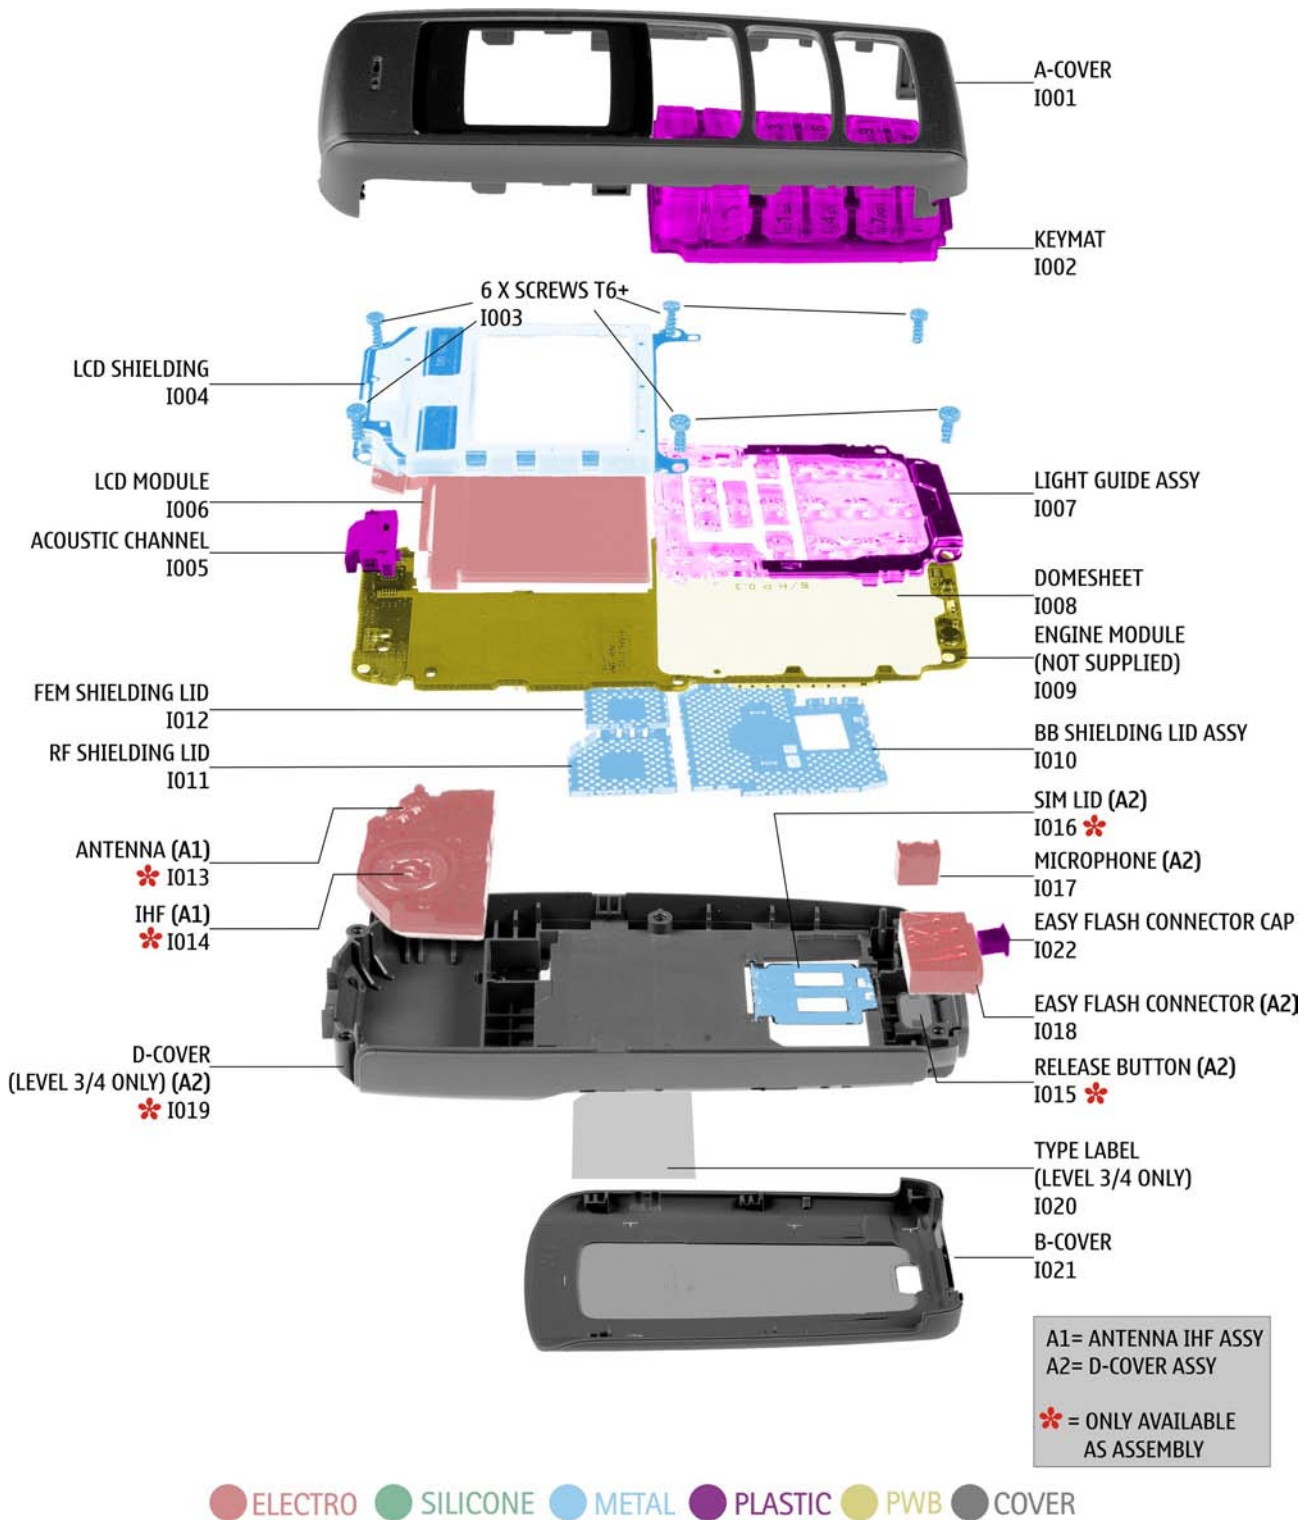 A-COVER
I001
KEYMAT
I002
6 X SCREWS T6+
I003
LCD SHIELDING
I004
LCD MODULE
I006
ACOUSTIC CHANNEL
I005
LIGHT GUIDE ASSY
I007
DOMESHEET
I008
ENGINE MODULE
(NOT SUPPLIED)
I009
FEM SHIELDING LID
I012
RF SHIELDING LID
I011
BB SHIELDING LID ASSY
I010
SIM LID (A2)
I016 *
ANTENNA (A1)
* I013
MICROPHONE (A2)
I017
IHF (A1)
* I014
EASY FLASH CONNECTOR CAP
I022
EASY FLASH CONNECTOR (A2)
I018
D-COVER
(LEVEL 3/4 ONLY) (A2)
* I019
RELEASE BUTTON (A2)
I015 *
TYPE LABEL
(LEVEL 3/4 ONLY)
I020
B-COVER
I021
A1= ANTENNA IHF ASSY
A2= D-COVER ASSY
* = ONLY AVAILABLE
AS ASSEMBLY
ELECTRO SILICONE METAL PLASTIC PWB COVER